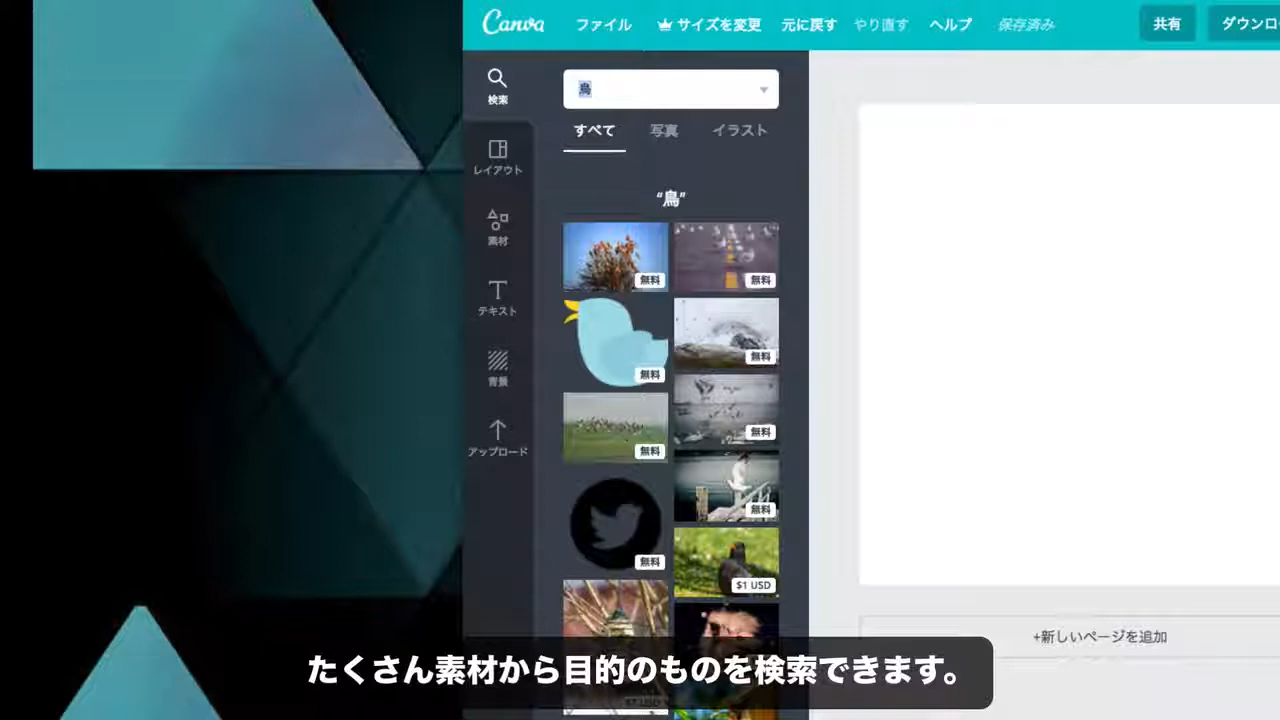 Canva ファイル サイズを変更 元に戻す やり直す ヘルプ 保存済み 共有 ダウンロ
検索
レイアウト
素材
テキスト
背景
アップロード
鳥
すべて 写真 イラスト
“鳥”
無料 無料
無料
無料
無料
無料
無料
無料
$1 USD
+新しいページを追加
たくさん素材から目的のものを検索できます。